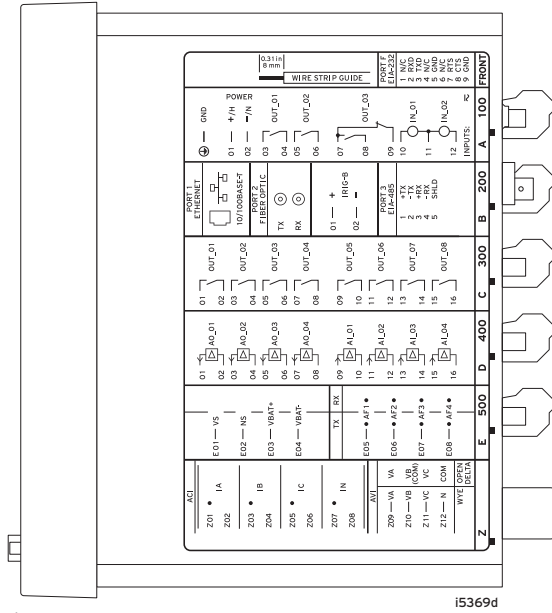 0.31 in
8 mm
WIRE STRIP GUIDE
PORT F
EIA-232
1 N/C
2 RXD
3 TXD
4 N/C
5 GND
6 N/C
7 RTS
8 CTS
9 GND
FRONT
GND
POWER
01 +/H
02 -/N
03
04
OUT_01
05
06
OUT_02
07
08
09
OUT_03
10
11
12
IN_01
IN_02
INPUTS:
A 100
PORT 1
ETHERNET
10/100BASE-T
PORT 2
FIBER OPTIC
TX
RX
01 +
IRIG-B
02 -
PORT 3
EIA-485
1 +TX
2 -TX
3 +RX
4 -RX
5 SHLD
B 200
01
02
OUT_01
03
04
OUT_02
05
06
OUT_03
07
08
OUT_04
09
10
OUT_05
11
12
OUT_06
13
14
OUT_07
15
16
OUT_08
C 300
01
02
AO_01
03
04
AO_02
05
06
AO_03
07
08
AO_04
09
10
AI_01
11
12
AI_02
13
14
AI_03
15
16
AI_04
D 400
E01 VS
E02 NS
E03 VBAT+
E04 VBAT-
TX RX
E05 AF1
E06 AF2
E07 AF3
E08 AF4
E 500
ACI
Z01
Z02
IA
Z03
Z04
IB
Z05
Z06
IC
Z07
Z08
IN
AVI
Z09 VA VA
Z10 VB VB (COM)
Z11 VC VC
Z12 N COM
WYE OPEN DELTA
Z
i5369d